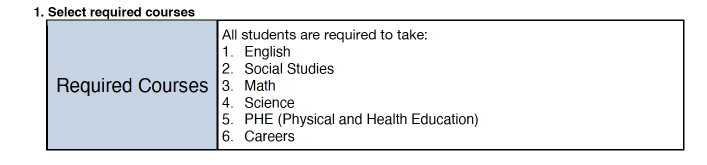 1. Select required courses
Required Courses
All students are required to take:
1. English
2. Social Studies
3. Math
4. Science
5. PHE (Physical and Health Education)
6. Careers